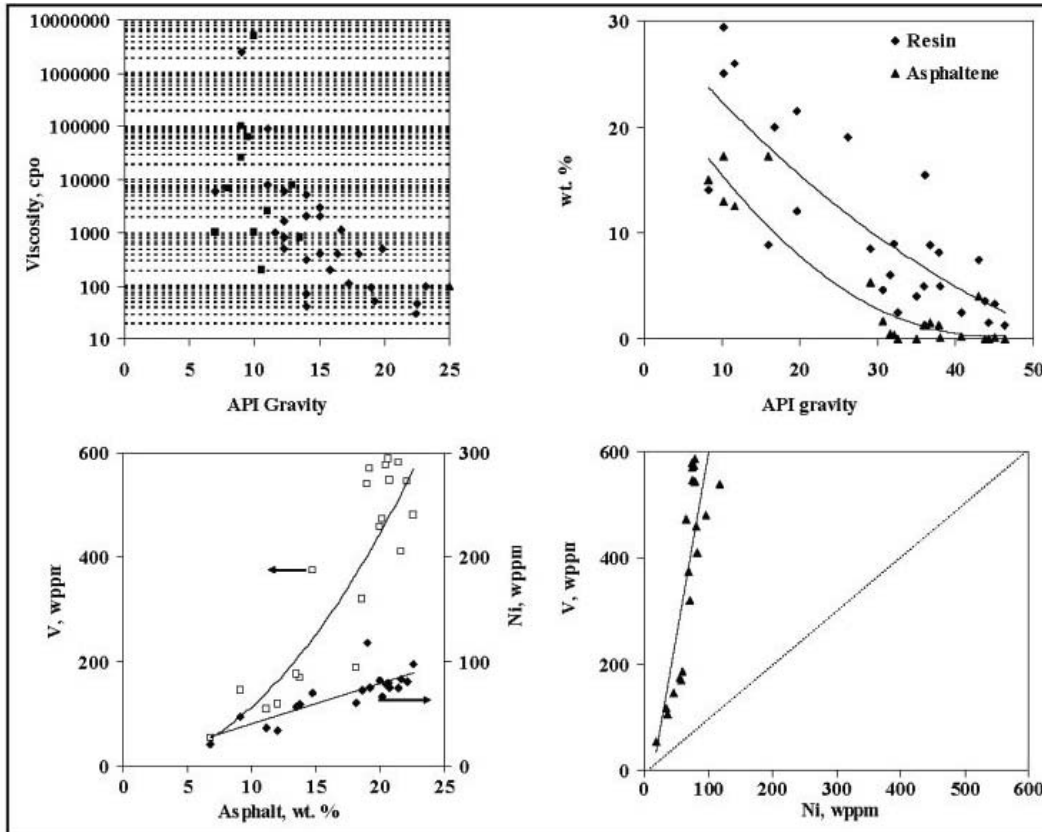 10000000
1000000
100000
10000
1000
100
10
Viscosity, cpo
0 5 10 15 20 25
API Gravity
30
20
10
0
wt. %
Resin
Asphaltene
0 10 20 30 40 50
API gravity
600
400
200
0
V, wppm
300
200
100
0
Ni, wppm
0 5 10 15 20 25
Asphalt, wt. %
600
500
400
300
200
100
0
V, wppm
0 100 200 300 400 500 600
Ni, wppm